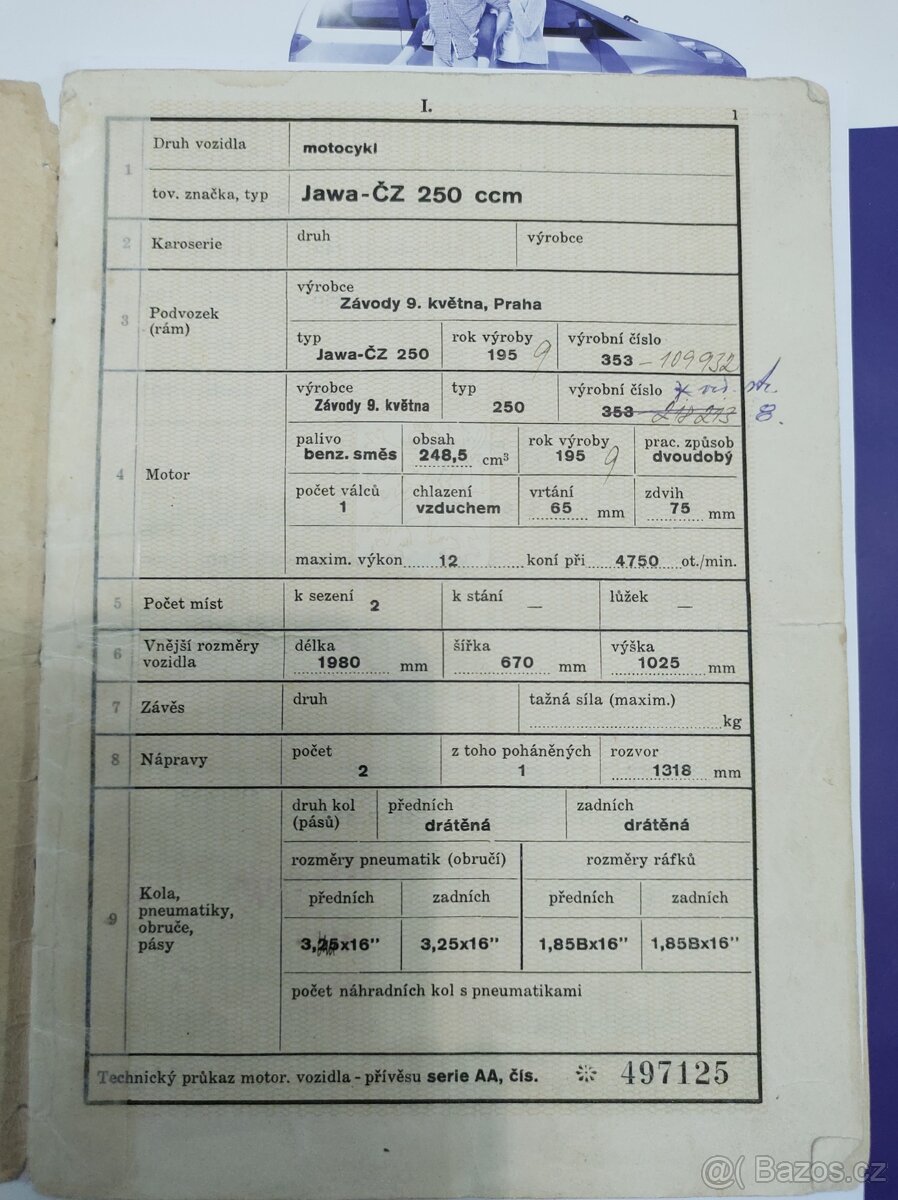 I.
1
1 Druh vozidla motocykl
tov. značka, typ Jawa-ČZ 250 ccm
2 Karoserie druh výrobce
3 Podvozek (rám) výrobce
Závody 9. května, Praha
typ rok výroby výrobní číslo
Jawa-ČZ 250 195 9 353 - 109932
4 Motor výrobce typ výrobní číslo viz str.
Závody 9. května 250 353 - 218213 8.
palivo obsah rok výroby prac. způsob
benz. směs 248,5 cm³ 195 9 dvoudobý
počet válců chlazení vrtání zdvih
1 vzduchem 65 mm 75 mm
maxim. výkon 12 koní při 4750 ot./min.
5 Počet míst k sezení 2 k stání — lůžek —
6 Vnější rozměry vozidla délka šířka výška
1980 mm 670 mm 1025 mm
7 Závěs druh tažná síla (maxim.)
kg
8 Nápravy počet z toho poháněných rozvor
2 1 1318 mm
9 Kola, pneumatiky, obruče, pásy
druh kol (pásů) předních zadních
drátěná drátěná
rozměry pneumatik (obručí) rozměry ráfků
předních zadních předních zadních
3,25x16" 3,25x16" 1,85Bx16" 1,85Bx16"
počet náhradních kol s pneumatikami
Technický průkaz motor. vozidla - přívěsu serie AA, čís. 497125
@( Bazos.cz